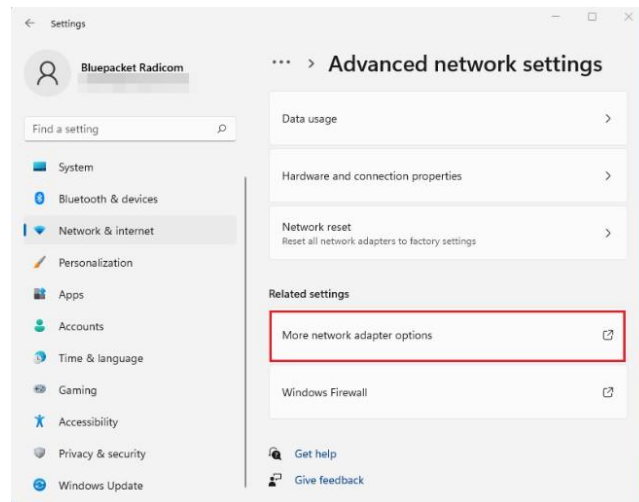 Settings
Bluepacket Radicom
Find a setting
System
Bluetooth & devices
Network & internet
Personalization
Apps
Accounts
Time & language
Gaming
Accessibility
Privacy & security
Windows Update
... > Advanced network settings
Data usage
Hardware and connection properties
Network reset
Reset all network adapters to factory settings
Related settings
More network adapter options
Windows Firewall
Get help
Give feedback